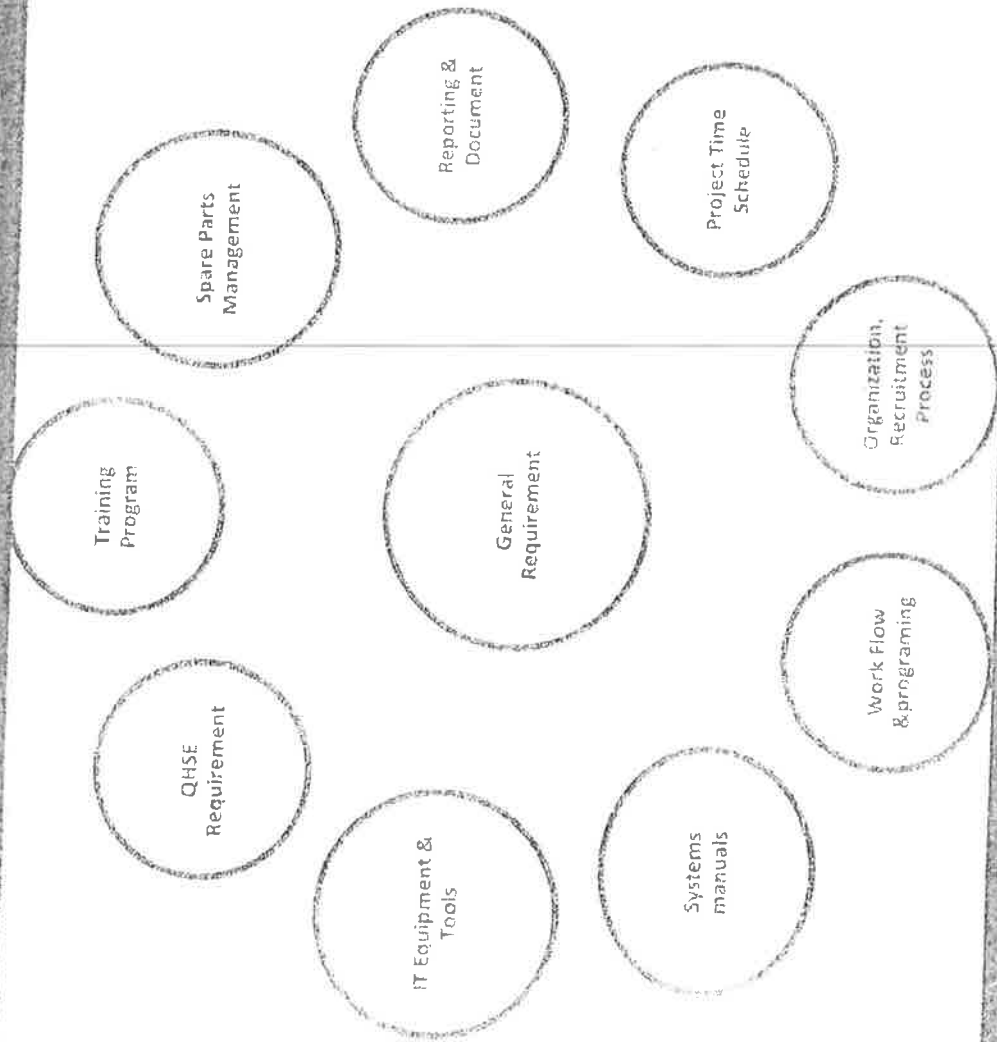 General
Requirement
Training
Program
Spare Parts
Management
Reporting &
Document
Project Time
Schedule
Organization,
Recruitment
Process
Work Flow
&programing
Systems
manuals
IT Equipment &
Tools
QHSE
Requirement